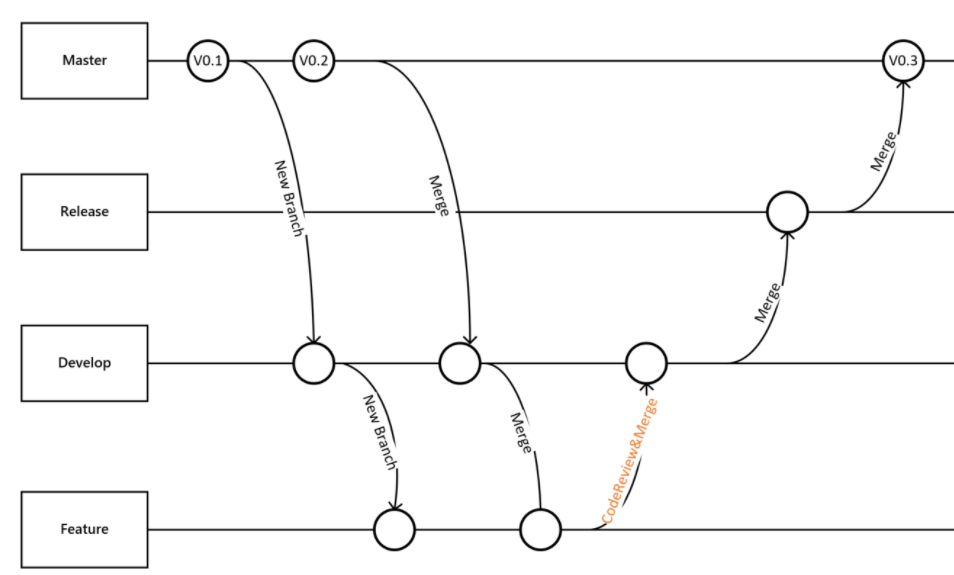 Master
V0.1
V0.2
V0.3
New Branch
Merge
Merge
Release
Merge
Develop
New Branch
Merge
CodeReview&Merge
Feature